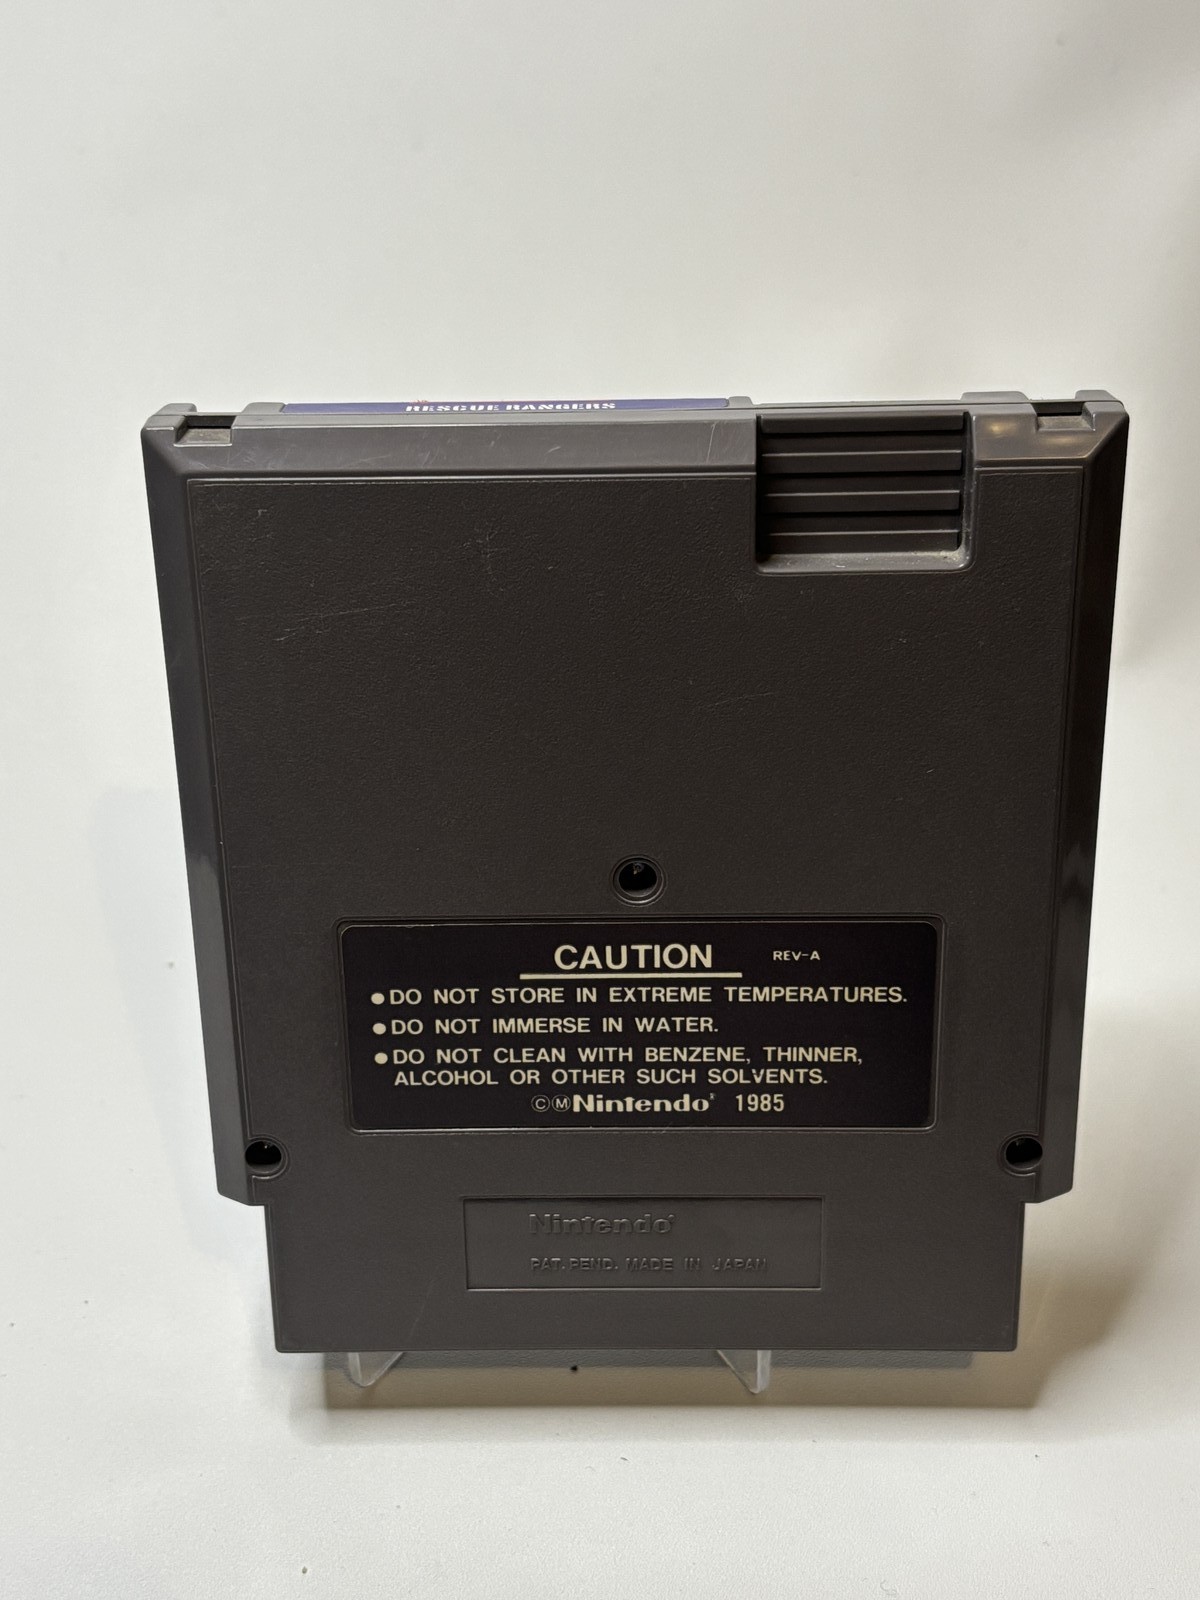 RESCUE RANGERS
CAUTION REV-A
●DO NOT STORE IN EXTREME TEMPERATURES.
●DO NOT IMMERSE IN WATER.
●DO NOT CLEAN WITH BENZENE, THINNER,
ALCOHOL OR OTHER SUCH SOLVENTS.
©ⓂNintendo® 1985
Nintendo®
PAT. PEND. MADE IN JAPAN